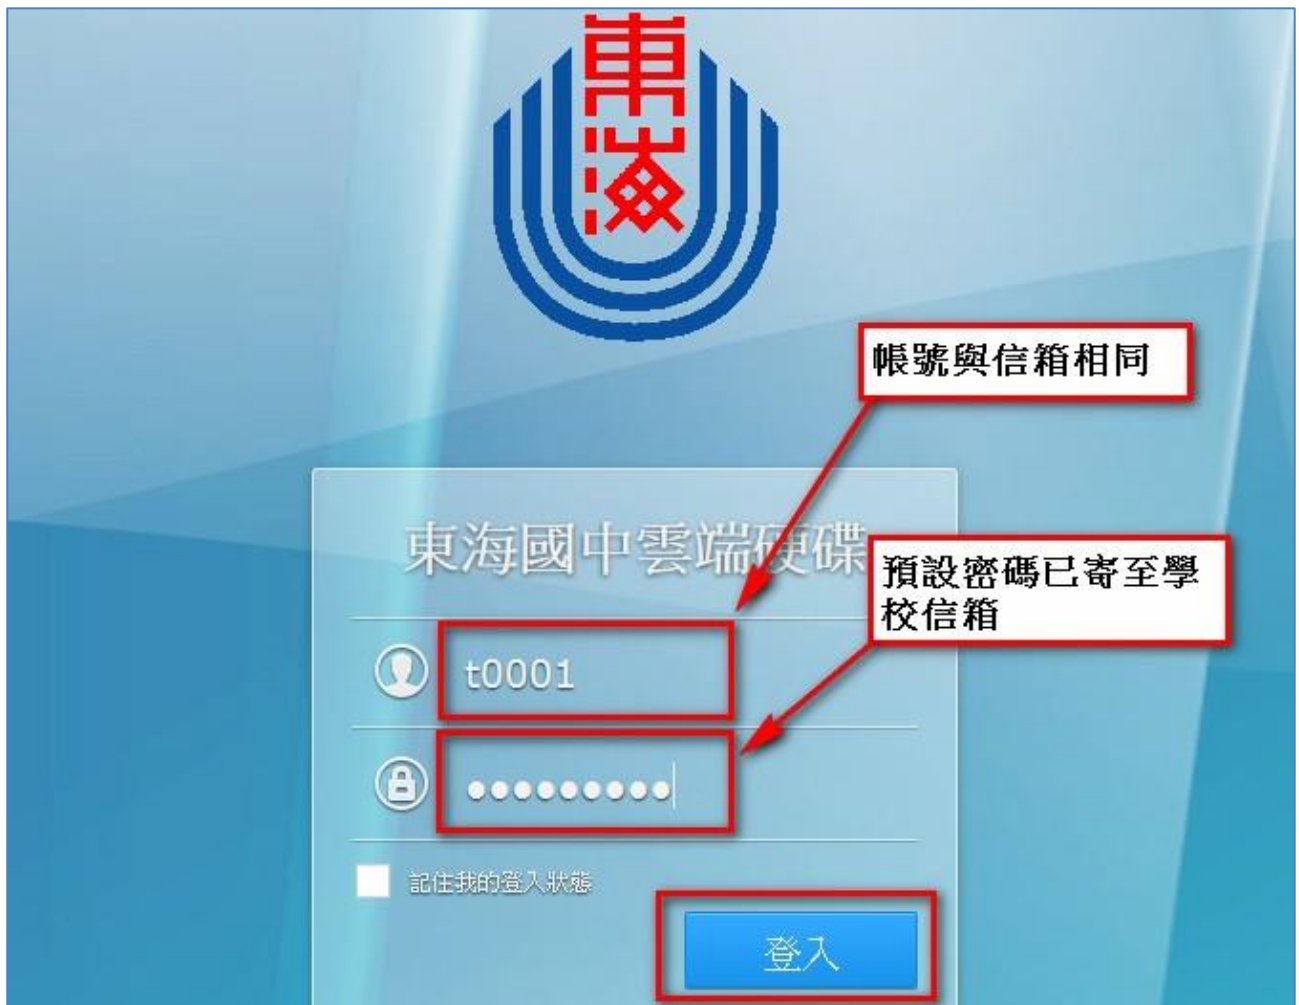 東海
帳號與信箱相同
東海國中雲端硬碟
預設密碼已寄至學
校信箱
t0001
●●●●●●●●●
記住我的登入狀態
登入